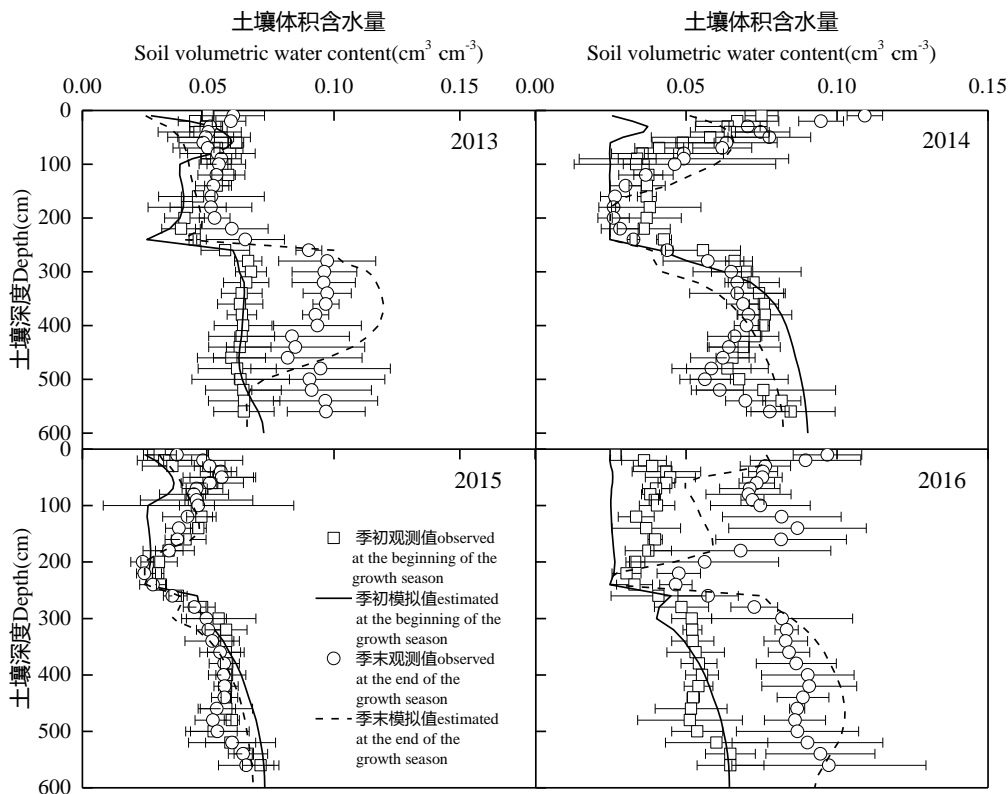 土壤体积含水量
Soil volumetric water content(cm³ cm⁻³)
土壤体积含水量
Soil volumetric water content(cm³ cm⁻³)
0.00 0.05 0.10 0.15
0.00 0.05 0.10 0.15
土壤深度Depth(cm)
0
100
200
300
400
500
600
2013
2014
土壤深度Depth(cm)
0
100
200
300
400
500
600
2015
2016
季初观测值observed
at the beginning of the
growth season
季初模拟值estimated
at the beginning of the
growth season
季末观测值observed
at the end of the
growth season
季末模拟值estimated
at the end of the
growth season